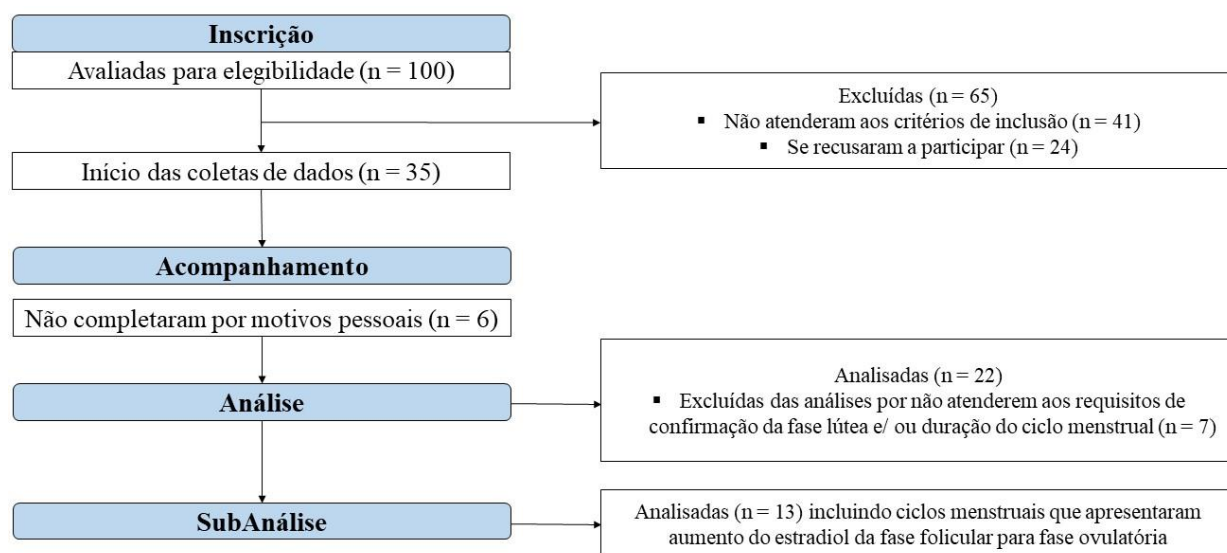 Inscrição
Avaliadas para elegibilidade (n = 100)
Excluídas (n = 65)
▪ Não atenderam aos critérios de inclusão (n = 41)
▪ Se recusaram a participar (n = 24)
Início das coletas de dados (n = 35)
Acompanhamento
Não completaram por motivos pessoais (n = 6)
Análise
Analisadas (n = 22)
▪ Excluídas das análises por não atenderem aos requisitos de
confirmação da fase lútea e/ ou duração do ciclo menstrual (n = 7)
SubAnálise
Analisadas (n = 13) incluindo ciclos menstruais que apresentaram
aumento do estradiol da fase folicular para fase ovulatória